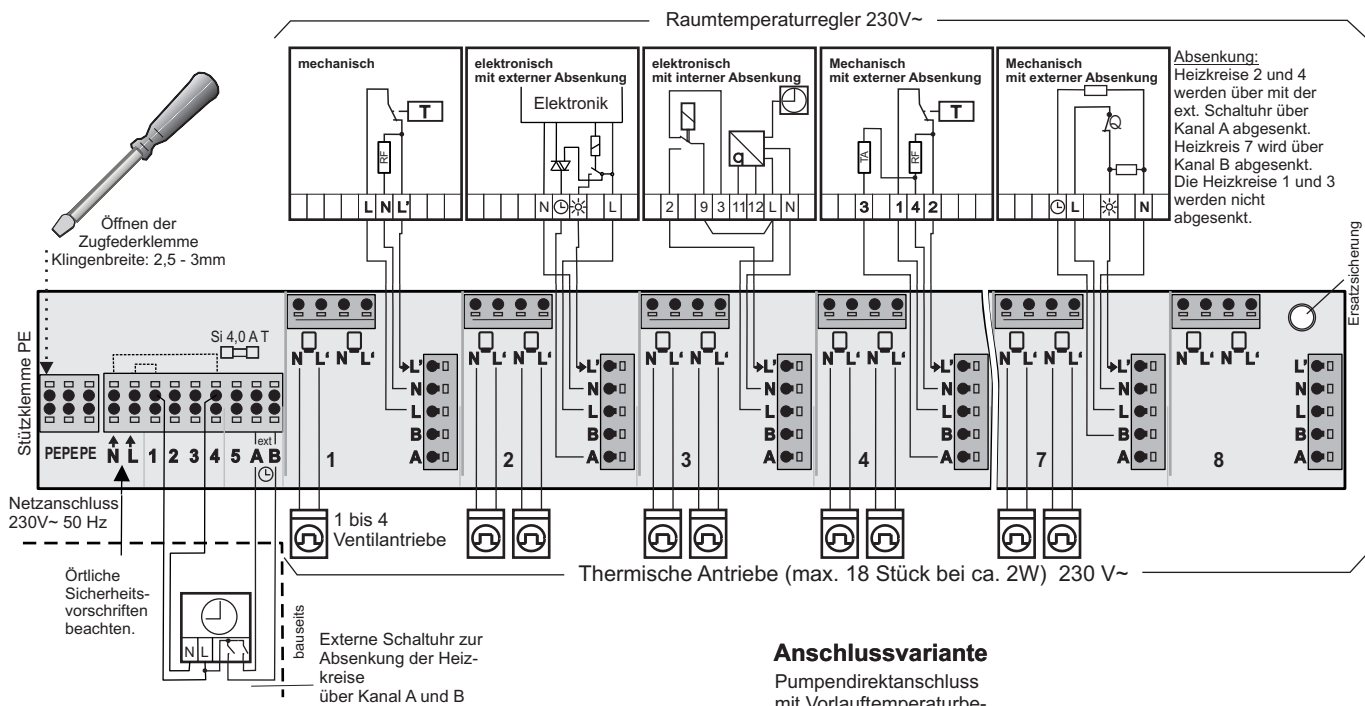 Raumtemperaturregler 230V~
mechanisch
T
RF
L N L'
elektronisch
mit externer Absenkung
Elektronik
N L
elektronisch
mit interner Absenkung
q
2 9 3 11 12 L N
Mechanisch
mit externer Absenkung
T
TA
RF
3 1 4 2
Mechanisch
mit externer Absenkung
L N
Absenkung:
Heizkreise 2 und 4
werden über mit der
ext. Schaltuhr über
Kanal A abgesenkt.
Heizkreis 7 wird über
Kanal B abgesenkt.
Die Heizkreise 1 und 3
werden nicht
abgesenkt.
Öffnen der
Zugfederklemme
Klingenbreite: 2,5 - 3mm
Ersatzsicherung
Stützklemme PE
Si 4,0 A T
PE PE PE N L 1 2 3 4 5 A B
ext
N L' N L'
L'
N
L
B
A
1
N L' N L'
L'
N
L
B
A
2
N L' N L'
L'
N
L
B
A
3
N L' N L'
L'
N
L
B
A
4
N L' N L'
L'
N
L
B
A
7
N L' N L'
L'
N
L
B
A
8
Netzanschluss
230V~ 50 Hz
1 bis 4
Ventilantriebe
Thermische Antriebe (max. 18 Stück bei ca. 2W) 230 V~
Örtliche
Sicherheits-
vorschriften
beachten.
N L
bauseits
Externe Schaltuhr zur
Absenkung der Heiz-
kreise
über Kanal A und B
Anschlussvariante
Pumpendirektanschluss
mit Vorlauftemperaturbe-